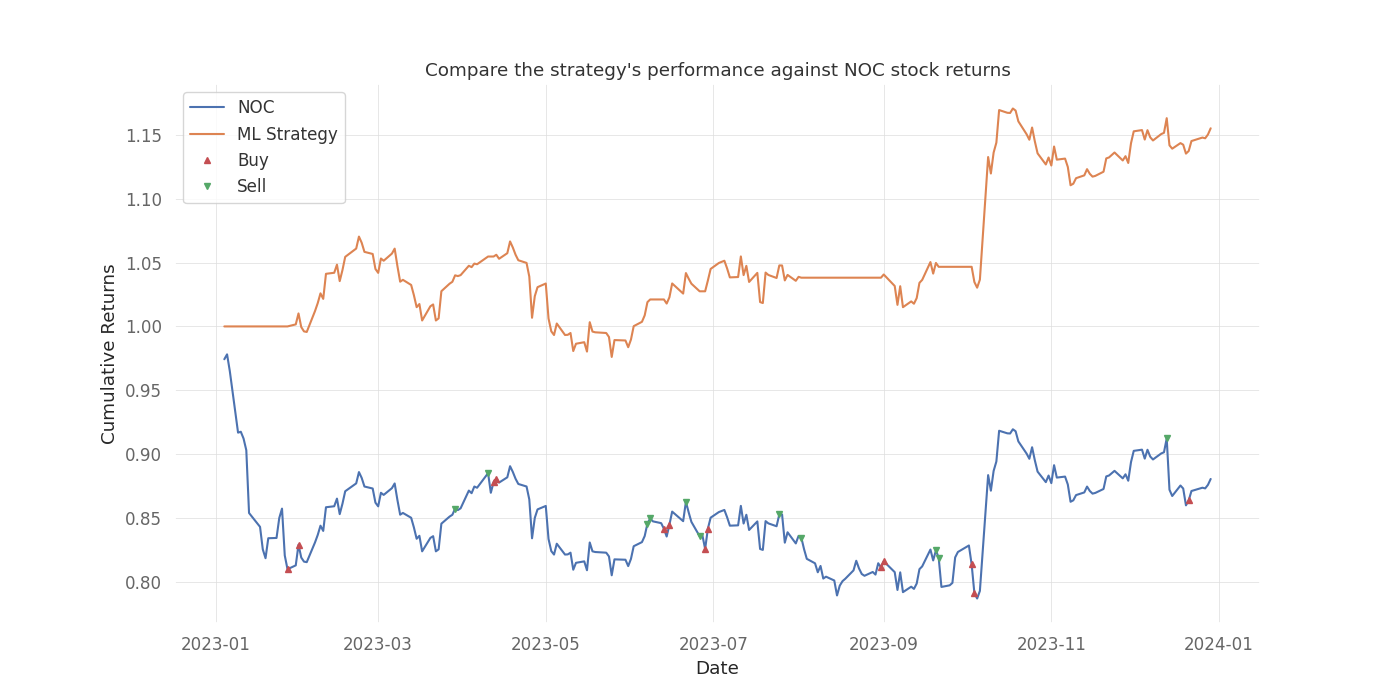 Compare the strategy's performance against NOC stock returns
NOC
ML Strategy
Buy
Sell
Cumulative Returns
1.15
1.10
1.05
1.00
0.95
0.90
0.85
0.80
2023-01
2023-03
2023-05
2023-07
2023-09
2023-11
2024-01
Date